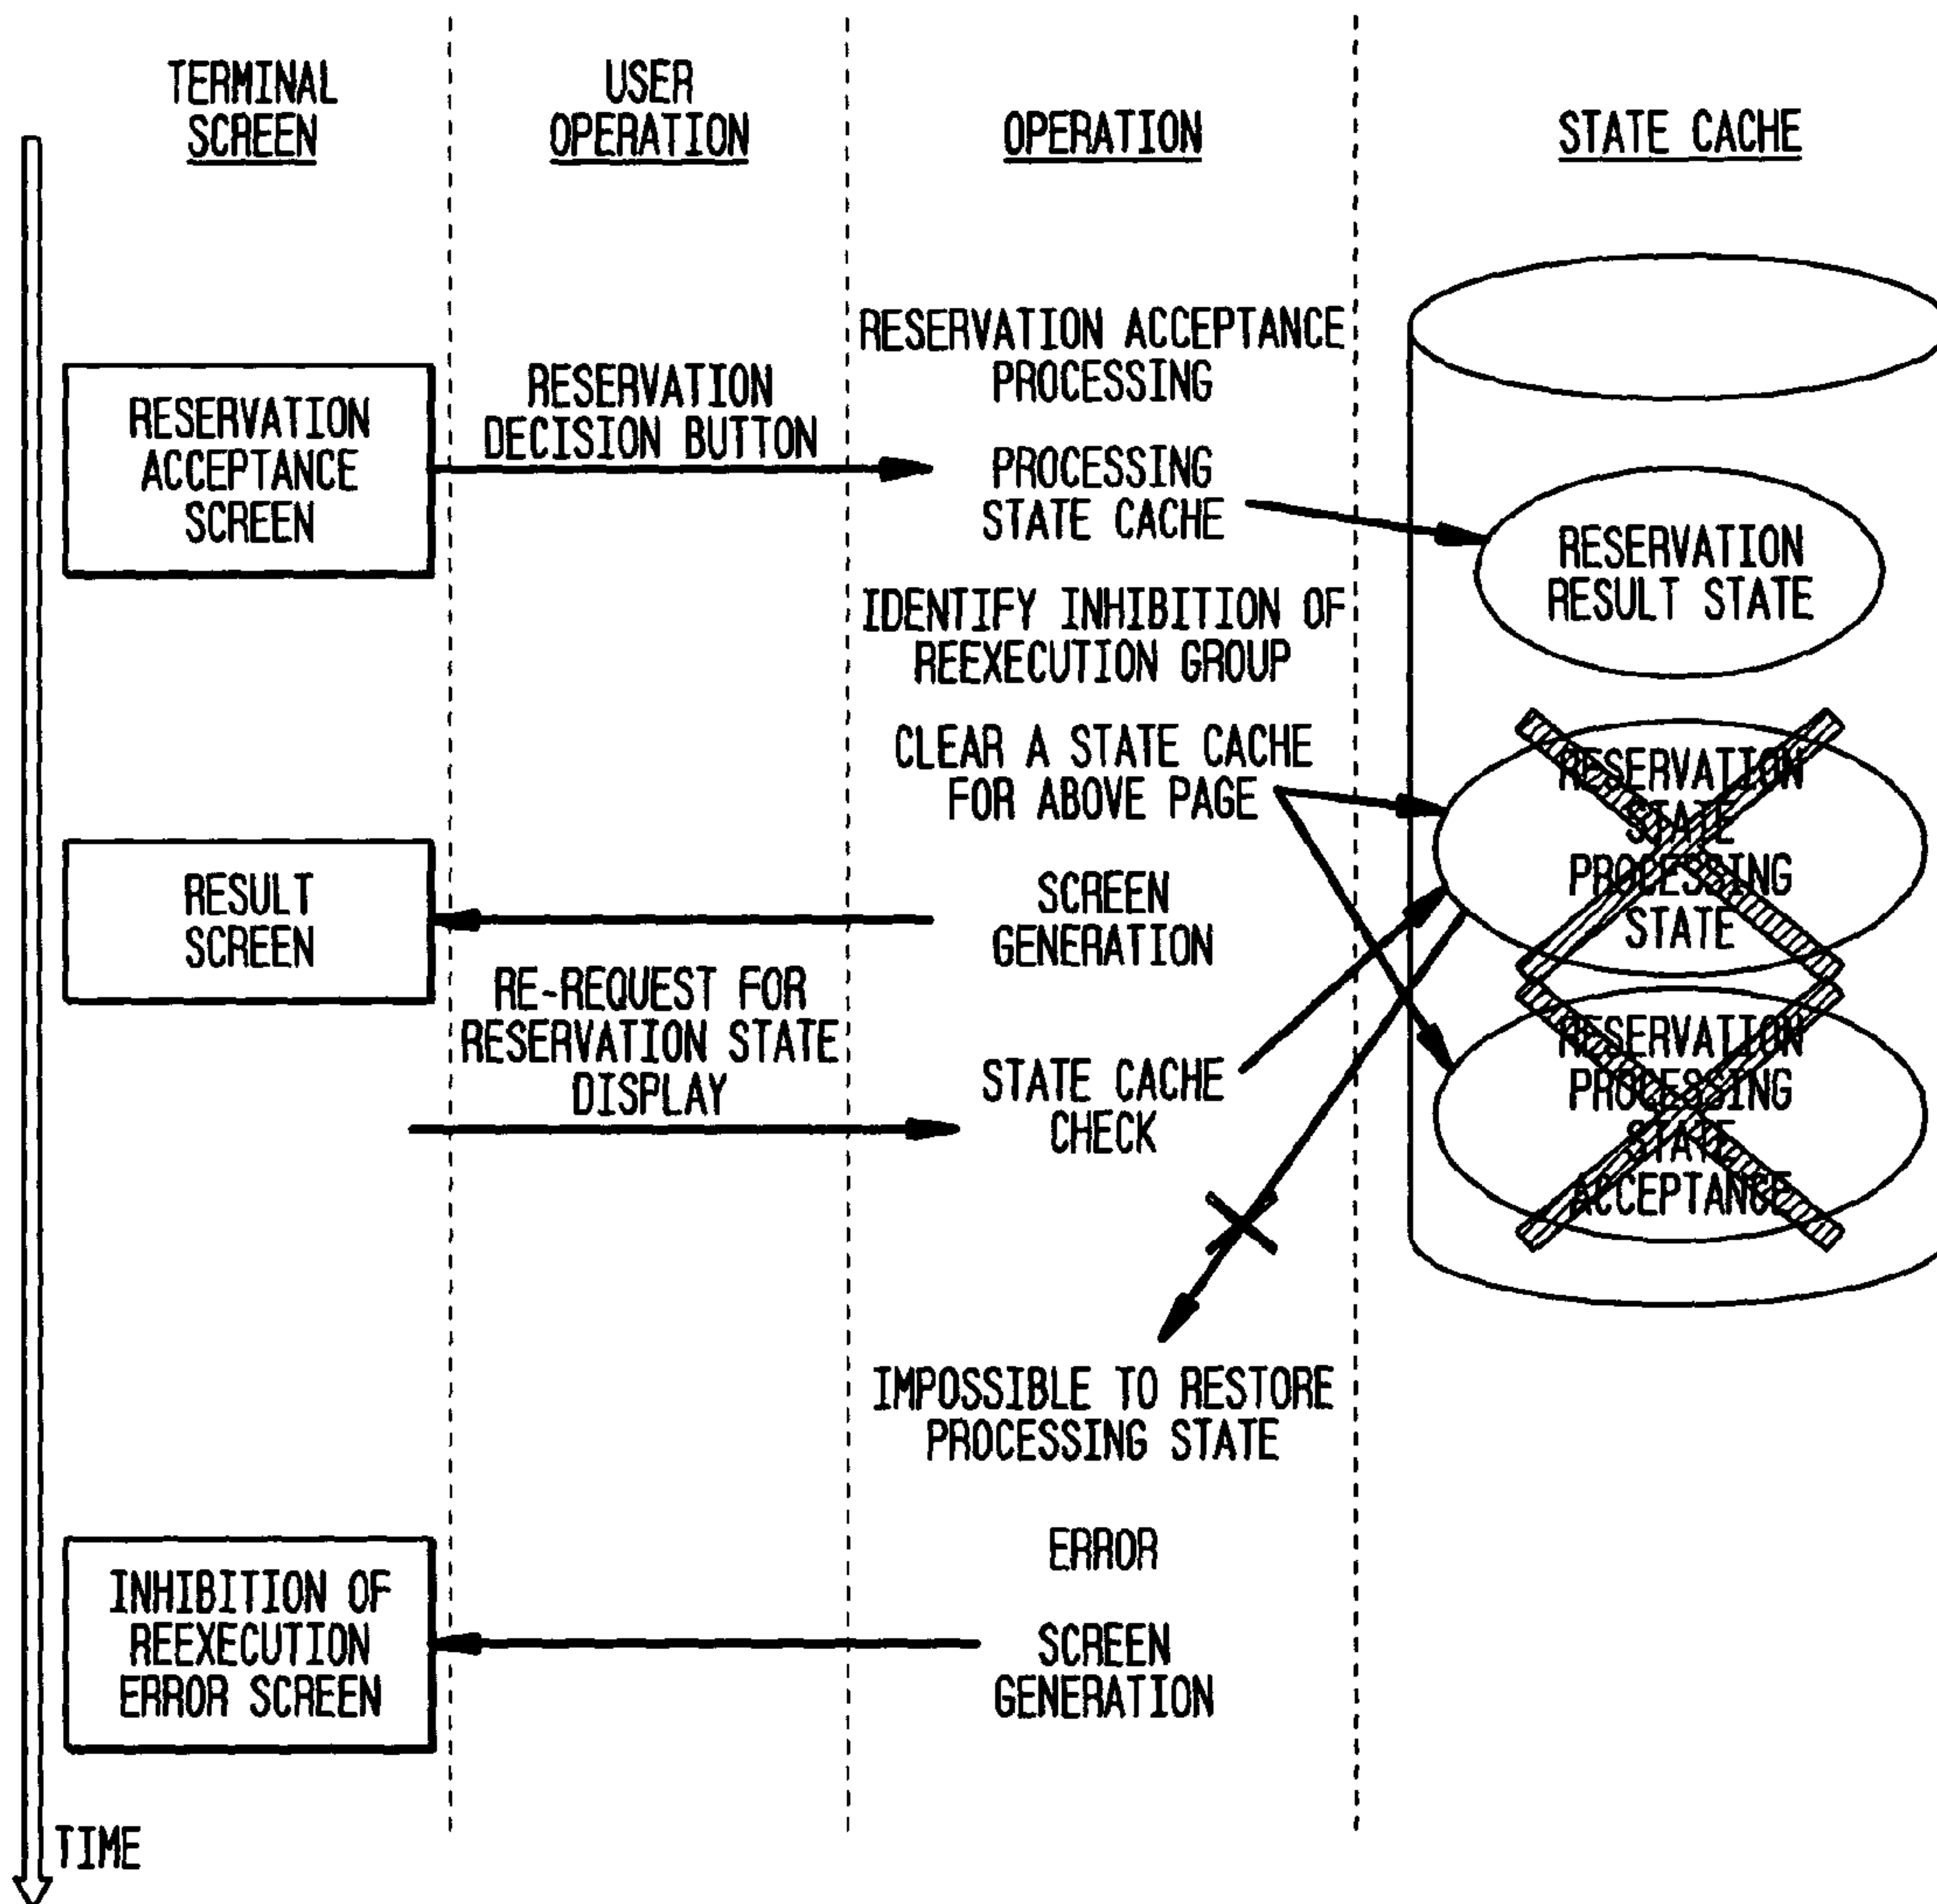 TERMINAL
SCREEN
USER
OPERATION
OPERATION
STATE CACHE
RESERVATION
ACCEPTANCE
SCREEN
RESERVATION
DECISION BUTTON
RESERVATION ACCEPTANCE
PROCESSING
PROCESSING
STATE CACHE
RESERVATION
RESULT STATE
IDENTIFY INHIBITION OF
REEXECUTION GROUP
CLEAR A STATE CACHE
FOR ABOVE PAGE
RESERVATION
STATE
PROCESSING
STATE
RESULT
SCREEN
SCREEN
GENERATION
RE-REQUEST FOR
RESERVATION STATE
DISPLAY
STATE CACHE
CHECK
RESERVATION
PROCESSING
STATE
ACCEPTANCE
IMPOSSIBLE TO RESTORE
PROCESSING STATE
ERROR
INHIBITION OF
REEXECUTION
ERROR SCREEN
SCREEN
GENERATION
TIME